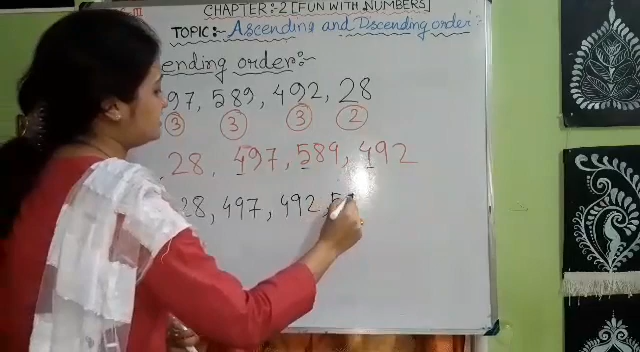 III CHAPTER:-2 [FUN WITH NUMBERS]
TOPIC:- Ascending and Descending order:-
ending order:-
97, 589, 492, 28
3 3 3 2
, 28, 497, 589, 492
28, 497, 492, 5